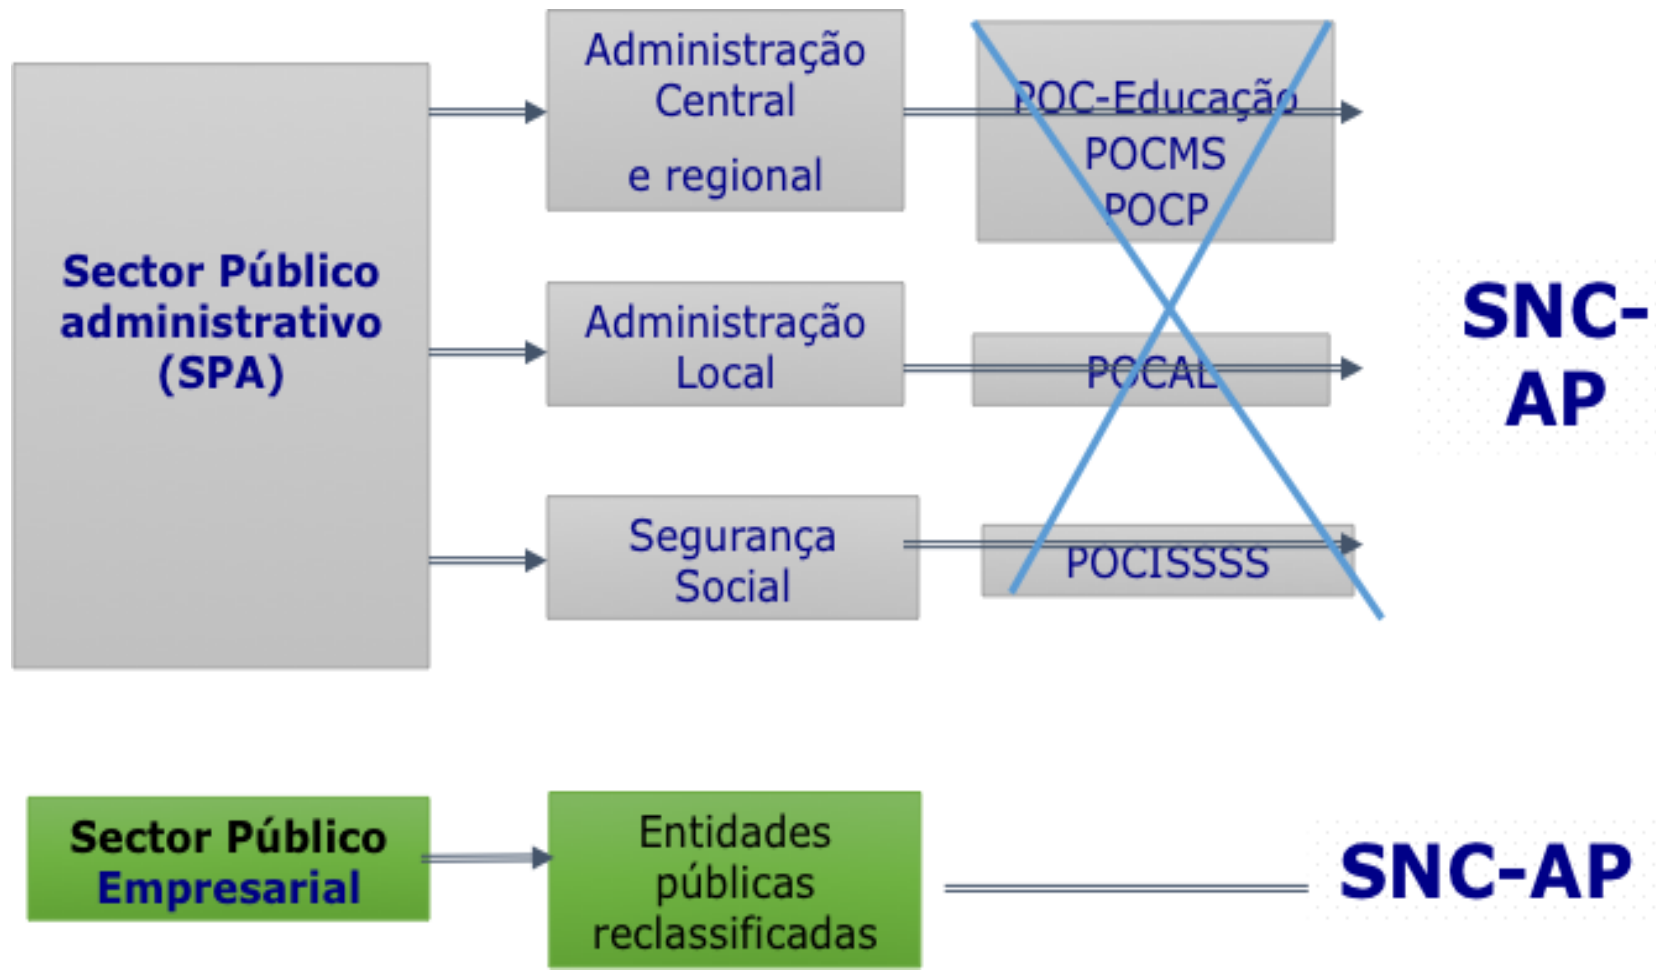 Sector Público
administrativo
(SPA)
Administração
Central
e regional
POC-Educação
POCMS
POCP
Administração
Local
POCAL
Segurança
Social
POCISSSS
SNC-
AP
Sector Público
Empresarial
Entidades
públicas
reclassificadas
SNC-AP